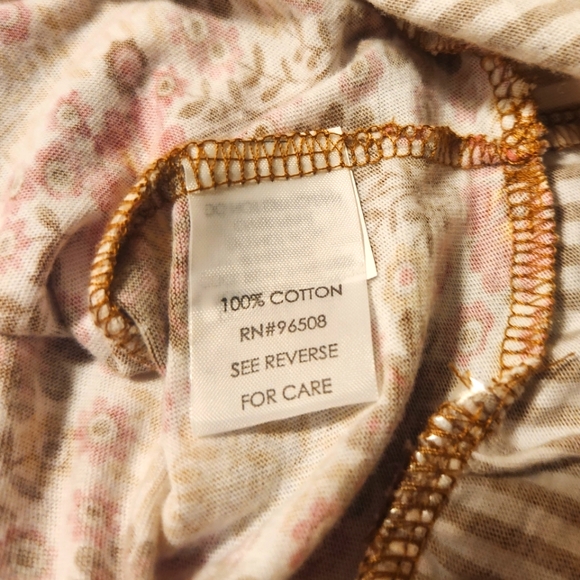 100% COTTON
RN#96508
SEE REVERSE
FOR CARE